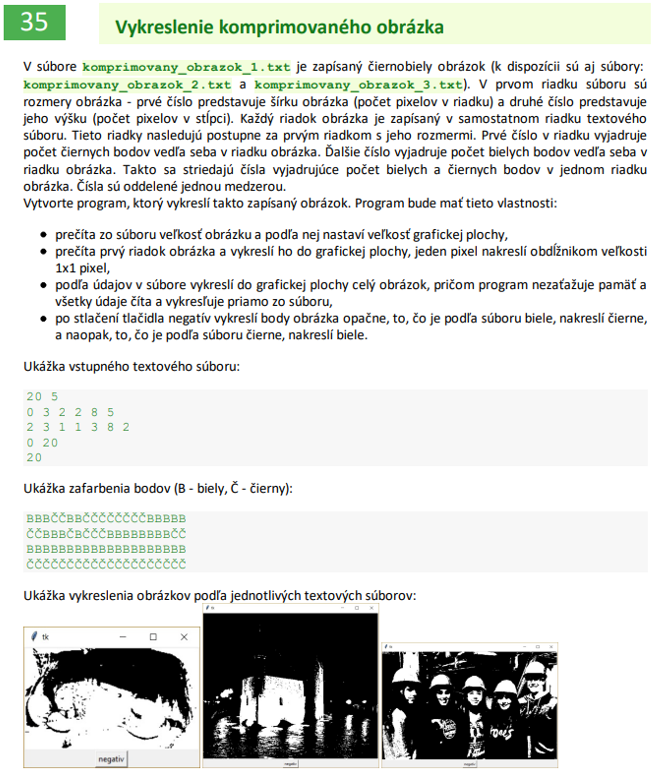 35
Vykreslenie komprimovaného obrázka
V súbore komprimovany_obrazok_1.txt je zapísaný čiernobiely obrázok (k dispozícii sú aj súbory:
komprimovany_obrazok_2.txt a komprimovany_obrazok_3.txt). V prvom riadku súboru sú
rozmery obrázka - prvé číslo predstavuje šírku obrázka (počet pixelov v riadku) a druhé číslo predstavuje
jeho výšku (počet pixelov v stĺpci). Každý riadok obrázka je zapísaný v samostatnom riadku textového
súboru. Tieto riadky nasledujú postupne za prvým riadkom s jeho rozmermi. Prvé číslo v riadku vyjadruje
počet čiernych bodov vedľa seba v riadku obrázka. Ďalšie číslo vyjadruje počet bielych bodov vedľa seba v
riadku obrázka. Takto sa striedajú čísla vyjadrujúce počet bielych a čiernych bodov v jednom riadku
obrázka. Čísla sú oddelené jednou medzerou.
Vytvorte program, ktorý vykreslí takto zapísaný obrázok. Program bude mať tieto vlastnosti:
● prečíta zo súboru veľkosť obrázku a podľa nej nastaví veľkosť grafickej plochy,
● prečíta prvý riadok obrázka a vykreslí ho do grafickej plochy, jeden pixel nakreslí obdĺžnikom veľkosti
1x1 pixel,
● podľa údajov v súbore vykreslí do grafickej plochy celý obrázok, pričom program nezaťažuje pamäť a
všetky údaje číta a vykresľuje priamo zo súboru,
● po stlačení tlačidla negatív vykreslí body obrázka opačne, to, čo je podľa súboru biele, nakreslí čierne,
a naopak, to, čo je podľa súboru čierne, nakreslí biele.
Ukážka vstupného textového súboru:
20 5
0 3 2 2 8 5
2 3 1 1 3 8 2
0 20
20
Ukážka zafarbenia bodov (B - biely, Č - čierny):
BBBČČBBČČČČČČČČBBBBB
ČČBBBČBČČČBBBBBBBBČČ
BBBBBBBBBBBBBBBBBBBB
ČČČČČČČČČČČČČČČČČČČČ
Ukážka vykreslenia obrázkov podľa jednotlivých textových súborov:
tk
tk
tk
negativ
negativ
negativ